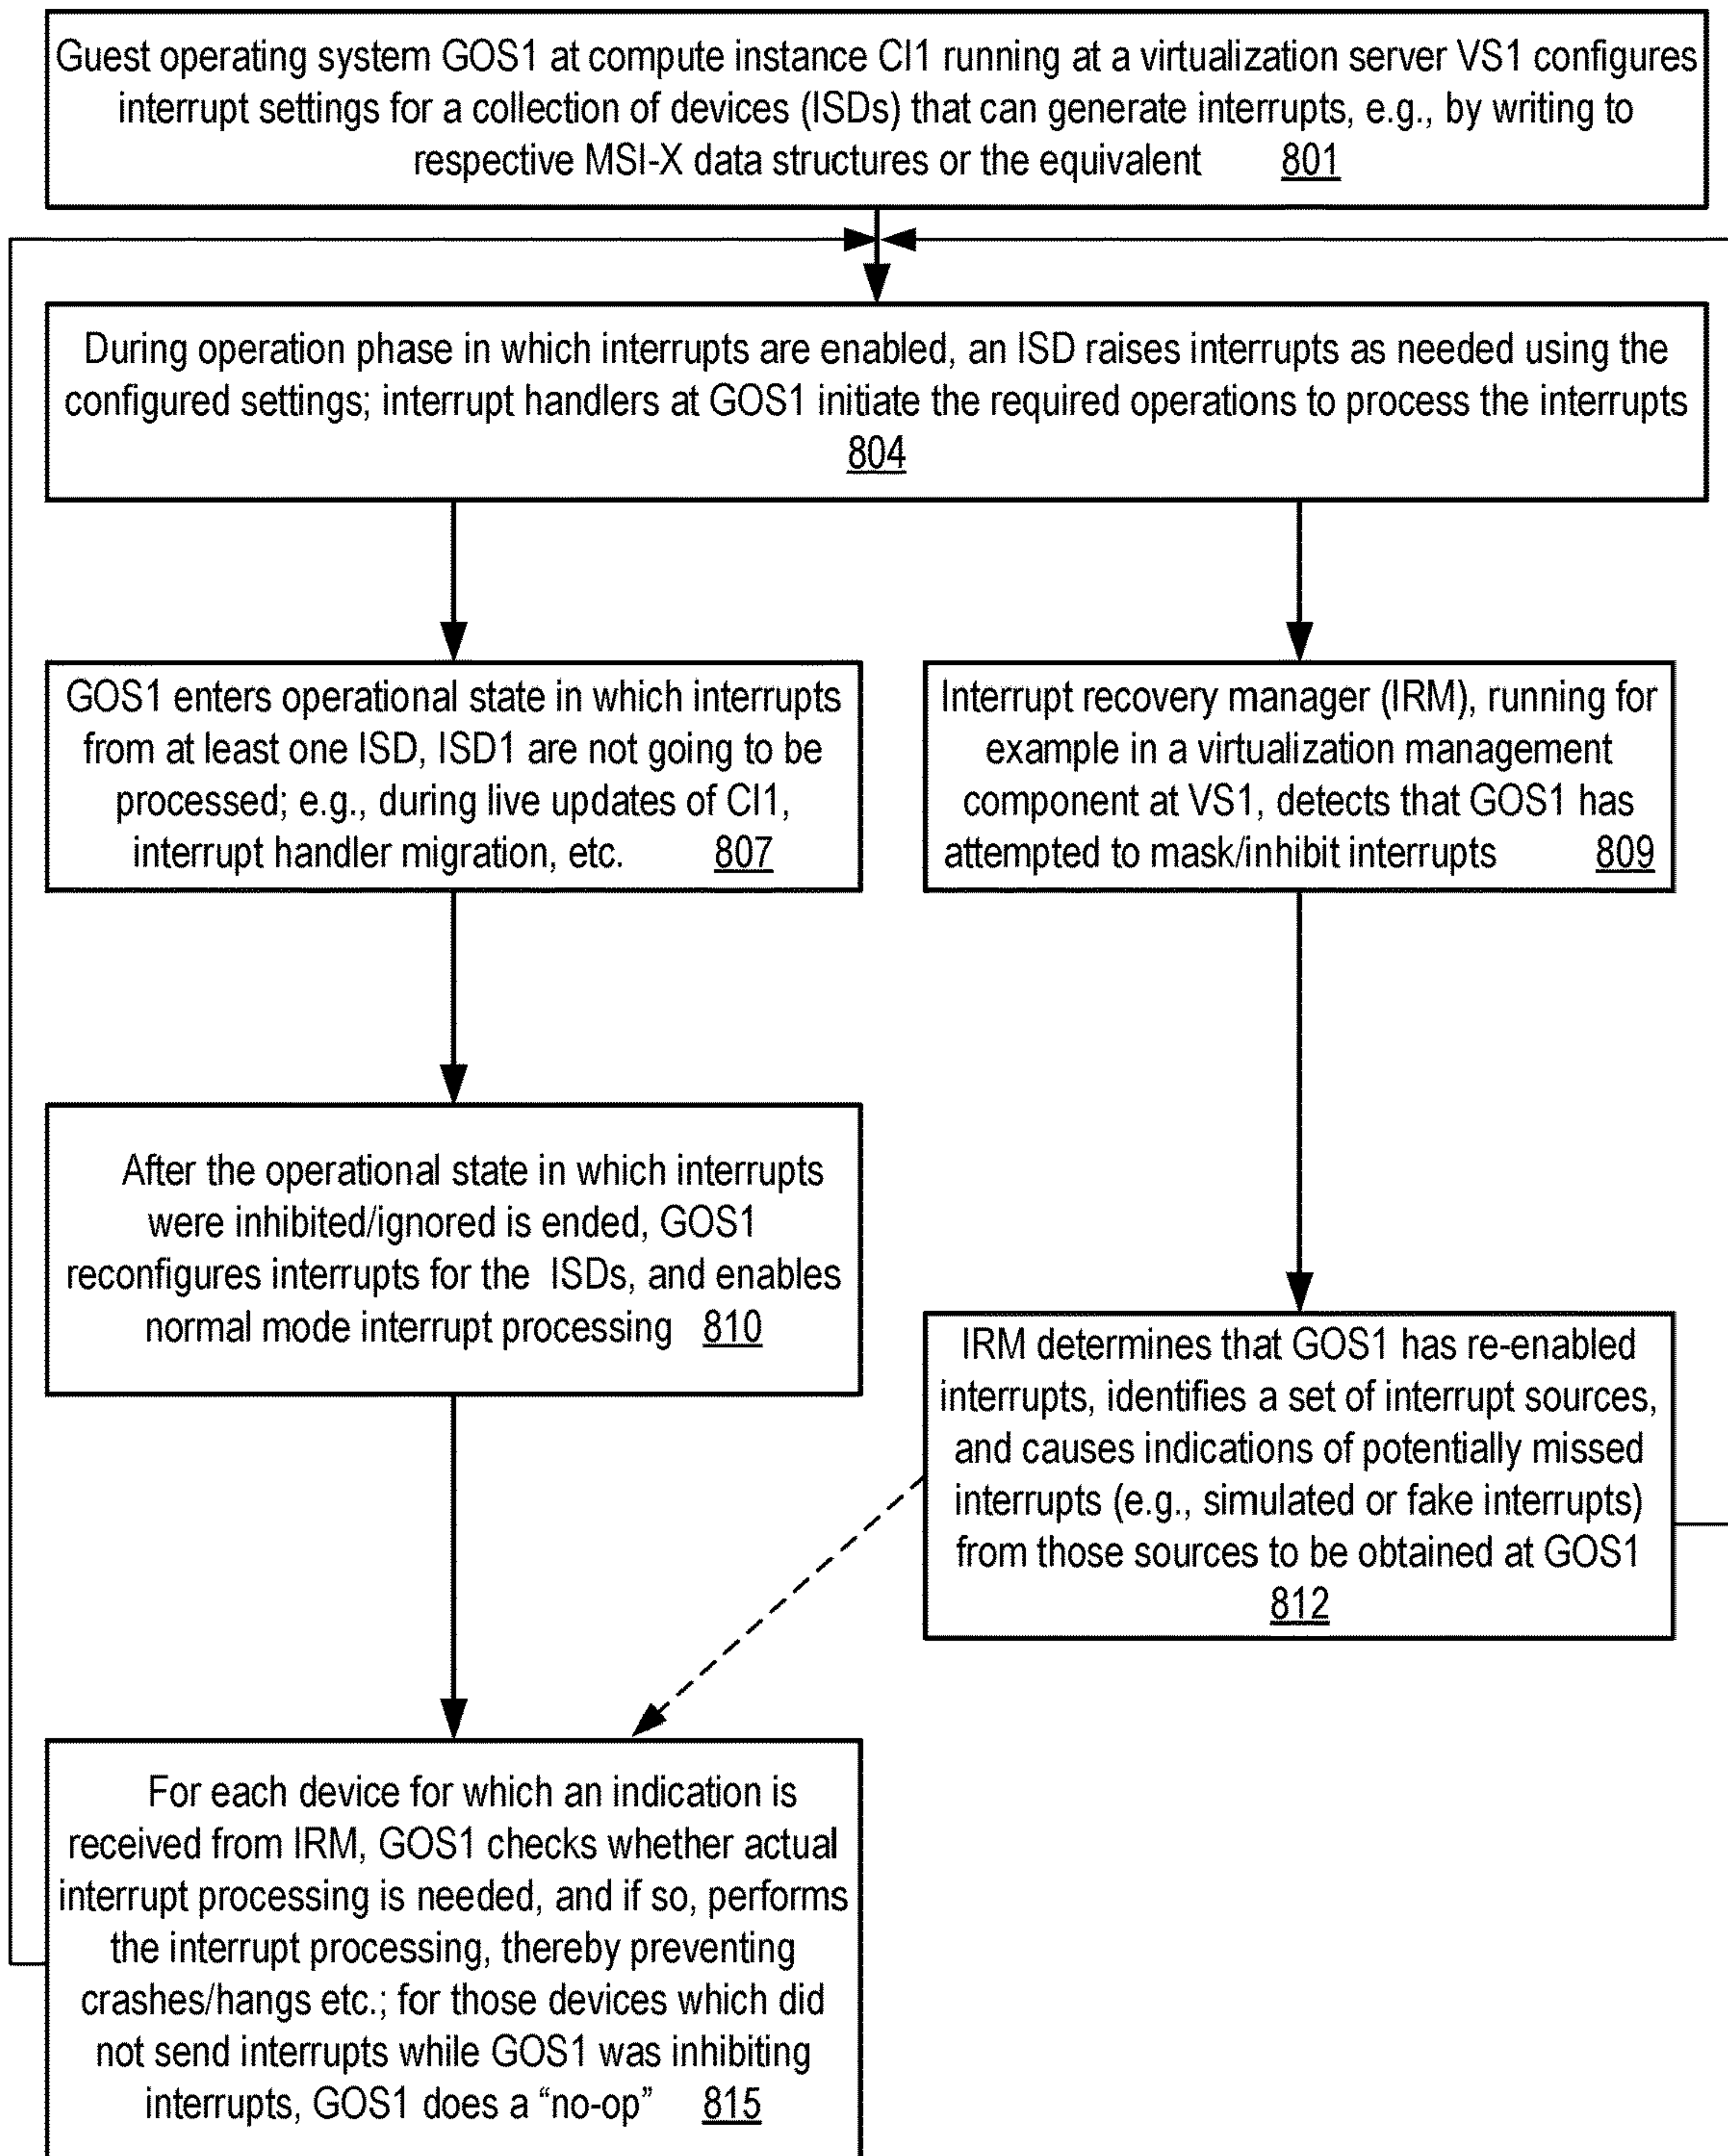 Guest operating system GOS1 at compute instance CI1 running at a virtualization server VS1 configures
interrupt settings for a collection of devices (ISDs) that can generate interrupts, e.g., by writing to
respective MSI-X data structures or the equivalent 801
During operation phase in which interrupts are enabled, an ISD raises interrupts as needed using the
configured settings; interrupt handlers at GOS1 initiate the required operations to process the interrupts
804
GOS1 enters operational state in which interrupts
from at least one ISD, ISD1 are not going to be
processed; e.g., during live updates of CI1,
interrupt handler migration, etc. 807
Interrupt recovery manager (IRM), running for
example in a virtualization management
component at VS1, detects that GOS1 has
attempted to mask/inhibit interrupts 809
After the operational state in which interrupts
were inhibited/ignored is ended, GOS1
reconfigures interrupts for the ISDs, and enables
normal mode interrupt processing 810
IRM determines that GOS1 has re-enabled
interrupts, identifies a set of interrupt sources,
and causes indications of potentially missed
interrupts (e.g., simulated or fake interrupts)
from those sources to be obtained at GOS1
812
For each device for which an indication is
received from IRM, GOS1 checks whether actual
interrupt processing is needed, and if so, performs
the interrupt processing, thereby preventing
crashes/hangs etc.; for those devices which did
not send interrupts while GOS1 was inhibiting
interrupts, GOS1 does a “no-op” 815